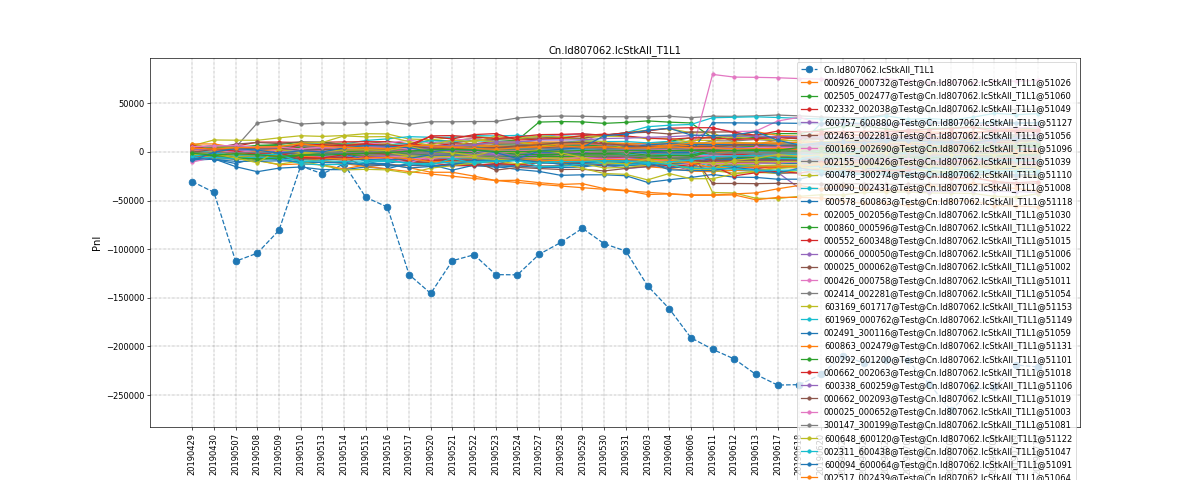 Cn.Id807062.IcStkAll_T1L1
PnI
50000
0
−50000
−100000
−150000
−200000
−250000
20190429
20190430
20190507
20190508
20190509
20190510
20190513
20190514
20190515
20190516
20190517
20190520
20190521
20190522
20190523
20190524
20190527
20190528
20190529
20190530
20190531
20190603
20190604
20190606
20190611
20190612
20190613
20190617
Cn.Id807062.IcStkAll_T1L1
000926_000732@Test@Cn.Id807062.IcStkAll_T1L1@51026
002505_002477@Test@Cn.Id807062.IcStkAll_T1L1@51060
002332_002038@Test@Cn.Id807062.IcStkAll_T1L1@51049
600757_600880@Test@Cn.Id807062.IcStkAll_T1L1@51127
002463_002281@Test@Cn.Id807062.IcStkAll_T1L1@51056
600169_002690@Test@Cn.Id807062.IcStkAll_T1L1@51096
002155_000426@Test@Cn.Id807062.IcStkAll_T1L1@51039
600478_300274@Test@Cn.Id807062.IcStkAll_T1L1@51110
000090_002431@Test@Cn.Id807062.IcStkAll_T1L1@51008
600578_600863@Test@Cn.Id807062.IcStkAll_T1L1@51118
002005_002056@Test@Cn.Id807062.IcStkAll_T1L1@51030
000860_000596@Test@Cn.Id807062.IcStkAll_T1L1@51022
000552_600348@Test@Cn.Id807062.IcStkAll_T1L1@51015
000066_000050@Test@Cn.Id807062.IcStkAll_T1L1@51006
000025_000062@Test@Cn.Id807062.IcStkAll_T1L1@51002
000426_000758@Test@Cn.Id807062.IcStkAll_T1L1@51011
002414_002281@Test@Cn.Id807062.IcStkAll_T1L1@51054
603169_601717@Test@Cn.Id807062.IcStkAll_T1L1@51153
601969_000762@Test@Cn.Id807062.IcStkAll_T1L1@51149
002491_300116@Test@Cn.Id807062.IcStkAll_T1L1@51059
600863_002479@Test@Cn.Id807062.IcStkAll_T1L1@51131
600292_601200@Test@Cn.Id807062.IcStkAll_T1L1@51101
000662_002063@Test@Cn.Id807062.IcStkAll_T1L1@51018
600338_600259@Test@Cn.Id807062.IcStkAll_T1L1@51106
000662_002093@Test@Cn.Id807062.IcStkAll_T1L1@51019
000025_000652@Test@Cn.Id807062.IcStkAll_T1L1@51003
300147_300199@Test@Cn.Id807062.IcStkAll_T1L1@51081
600648_600120@Test@Cn.Id807062.IcStkAll_T1L1@51122
002311_600438@Test@Cn.Id807062.IcStkAll_T1L1@51047
600094_600064@Test@Cn.Id807062.IcStkAll_T1L1@51091
002517_002439@Test@Cn.Id807062.IcStkAll_T1L1@51064